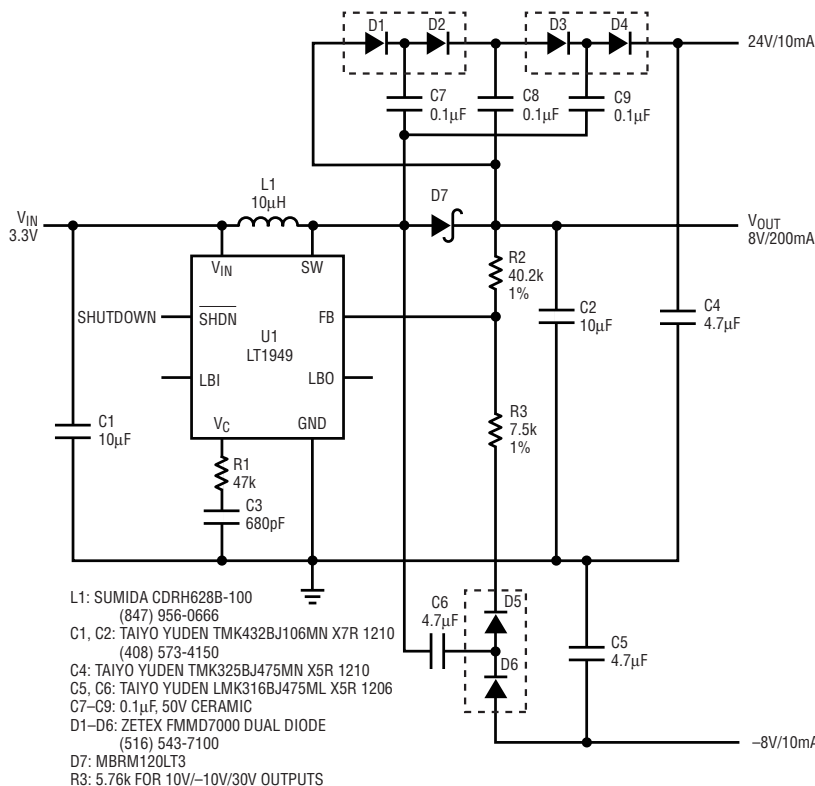 D1
D2
D3
D4
24V/10mA
C7
0.1µF
C8
0.1µF
C9
0.1µF
L1
10µH
D7
VIN
3.3V
VOUT
8V/200mA
VIN
SW
R2
40.2k
1%
SHUTDOWN
SHDN
FB
C2
10µF
C4
4.7µF
U1
LT1949
LBI
LBO
R3
7.5k
1%
C1
10µF
VC
GND
R1
47k
C3
680pF
L1: SUMIDA CDRH628B-100
(847) 956-0666
C1, C2: TAIYO YUDEN TMK432BJ106MN X7R 1210
(408) 573-4150
C4: TAIYO YUDEN TMK325BJ475MN X5R 1210
C5, C6: TAIYO YUDEN LMK316BJ475ML X5R 1206
C7–C9: 0.1µF, 50V CERAMIC
D1–D6: ZETEX FMMD7000 DUAL DIODE
(516) 543-7100
D7: MBRM120LT3
R3: 5.76k FOR 10V/–10V/30V OUTPUTS
C6
4.7µF
D5
D6
C5
4.7µF
–8V/10mA